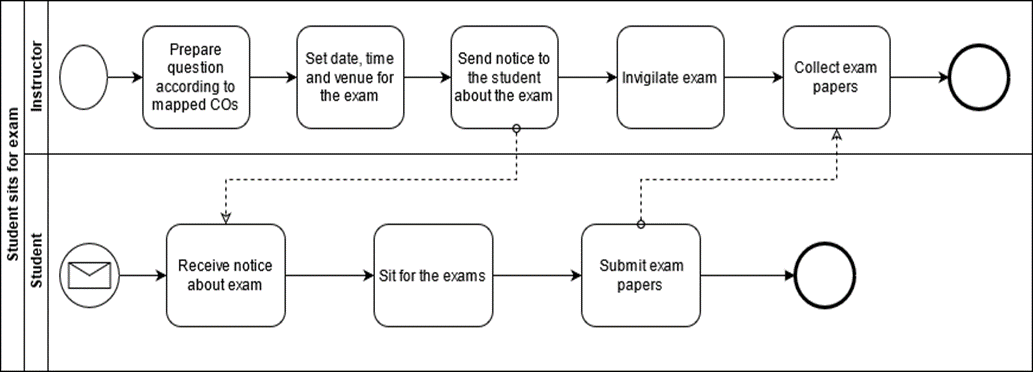 Student sits for exam
Instructor
Prepare
question
according to
mapped COs
Set date, time
and venue for
the exam
Send notice to
the student
about the exam
Invigilate exam
Collect exam
papers
Student
Receive notice
about exam
Sit for the exams
Submit exam
papers